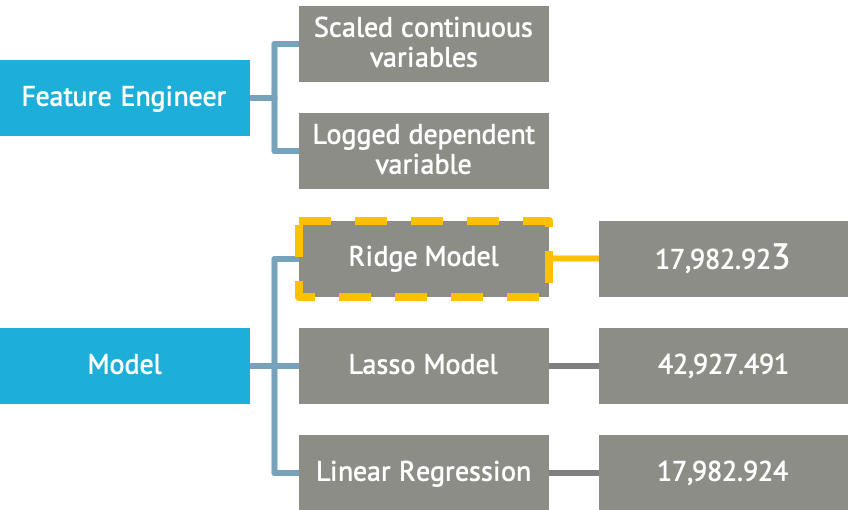 Feature Engineer
Scaled continuous
variables
Logged dependent
variable
Model
Ridge Model
17,982.923
Lasso Model
42,927.491
Linear Regression
17,982.924